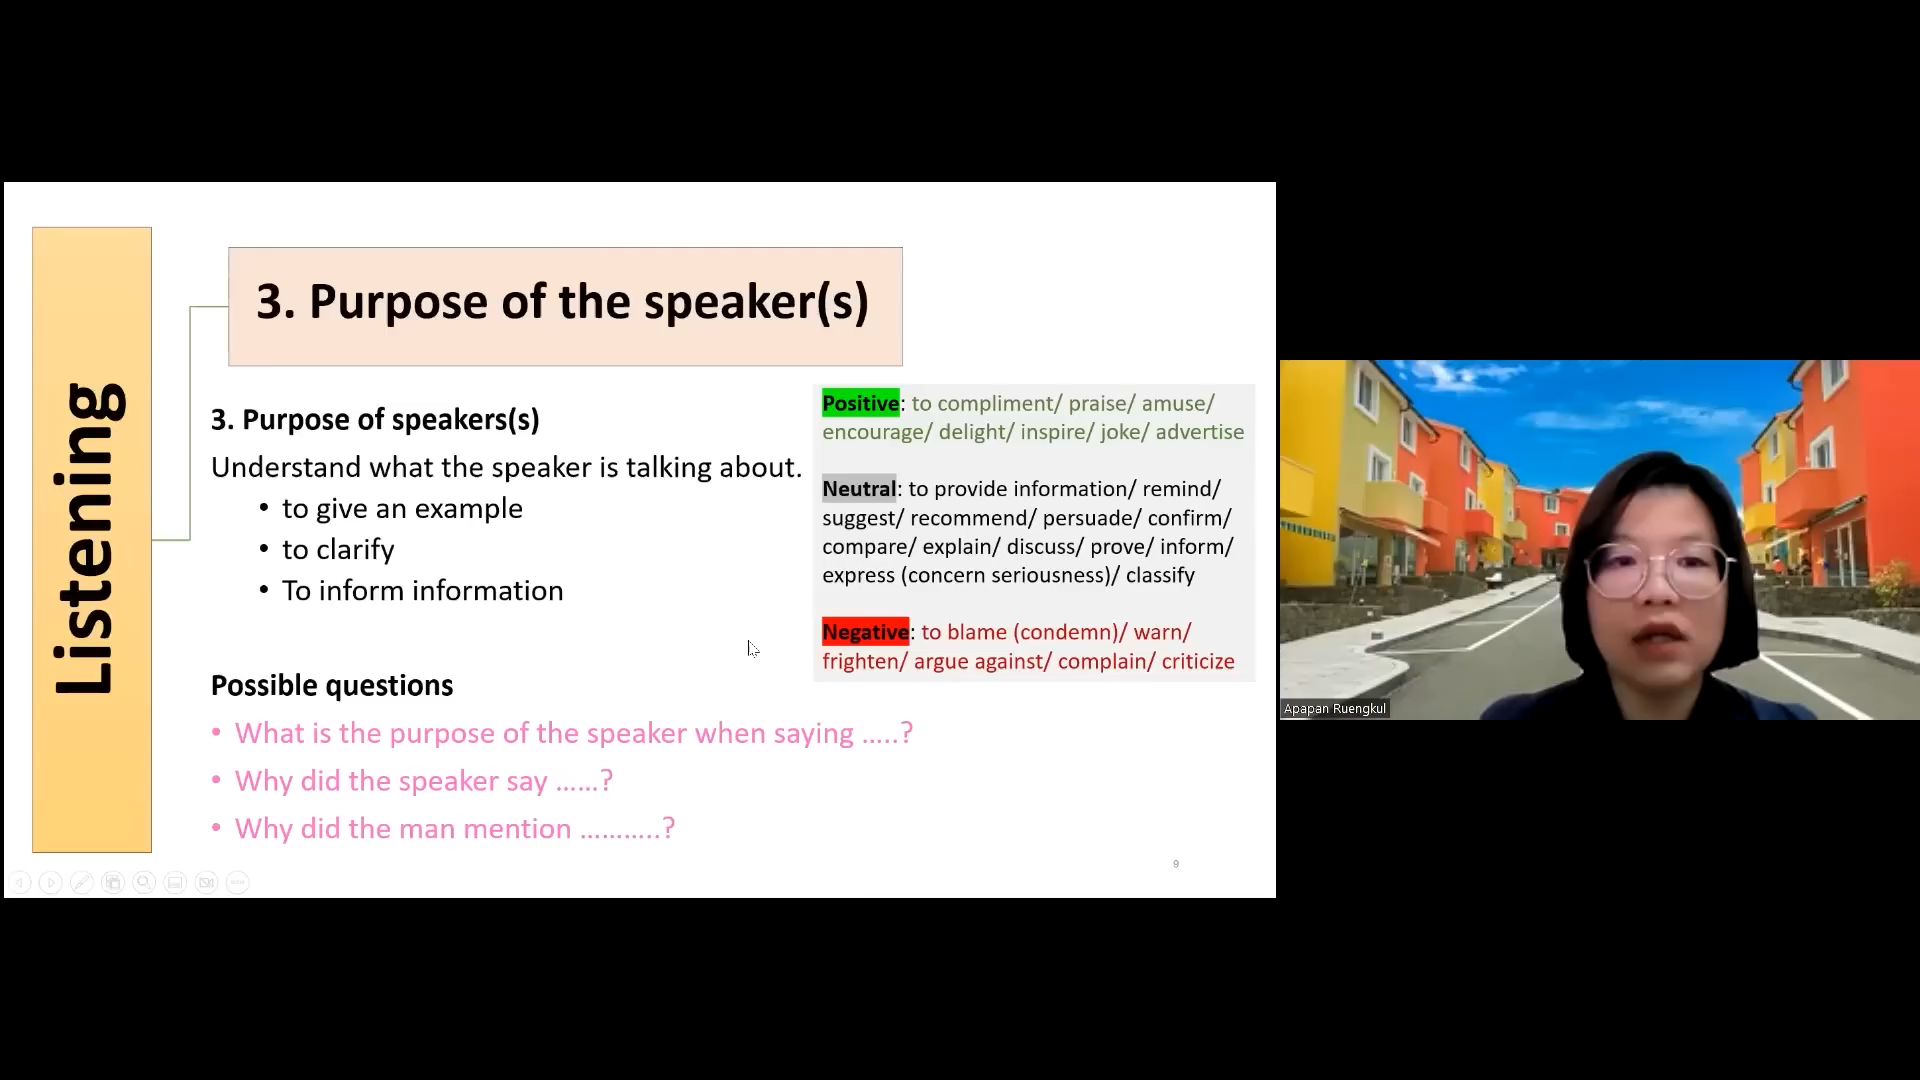 Listening
3. Purpose of the speaker(s)
3. Purpose of speakers(s)
Understand what the speaker is talking about.
• to give an example
• to clarify
• To inform information
Possible questions
• What is the purpose of the speaker when saying …..?
• Why did the speaker say ……?
• Why did the man mention ………..?
Positive: to compliment/ praise/ amuse/
encourage/ delight/ inspire/ joke/ advertise
Neutral: to provide information/ remind/
suggest/ recommend/ persuade/ confirm/
compare/ explain/ discuss/ prove/ inform/
express (concern seriousness)/ classify
Negative: to blame (condemn)/ warn/
frighten/ argue against/ complain/ criticize
9
Apapan Ruengkul